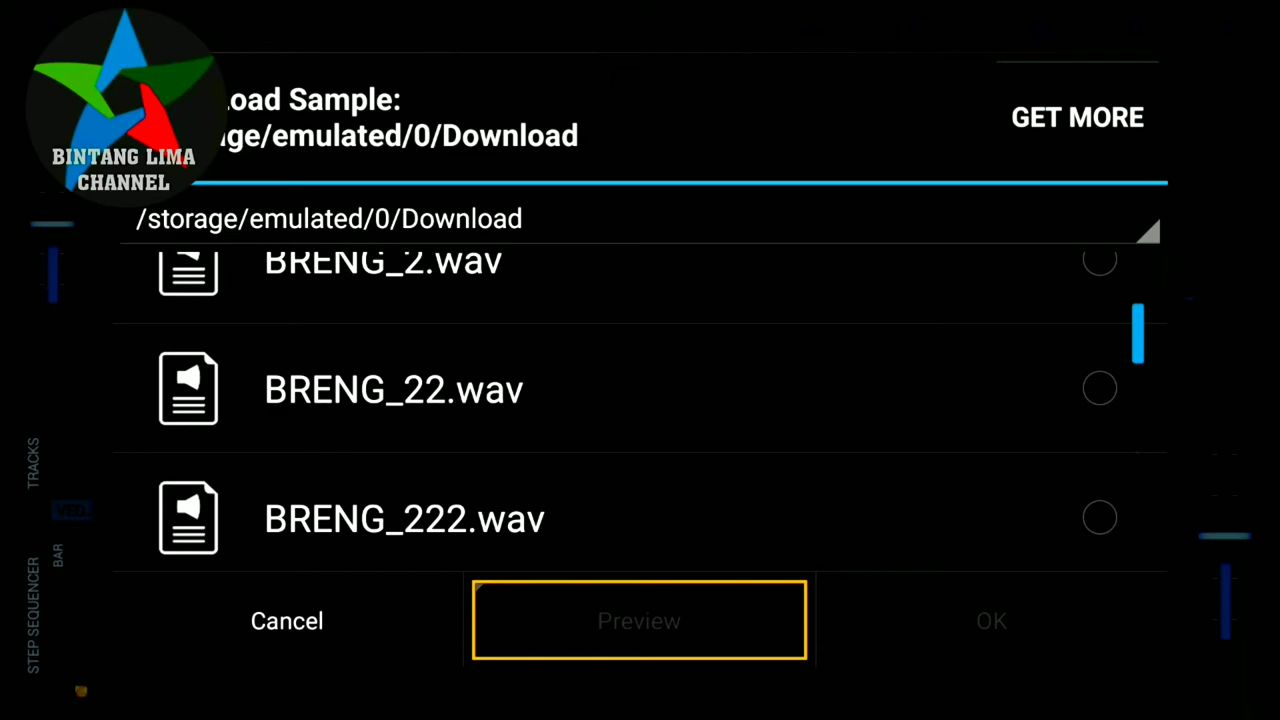 BINTANG LIMA
CHANNEL
oad Sample:
ge/emulated/0/Download
GET MORE
/storage/emulated/0/Download
BRENG_2.wav
BRENG_22.wav
BRENG_222.wav
Cancel
Preview
OK
TRACKS
BAR
STEP SEQUENCER